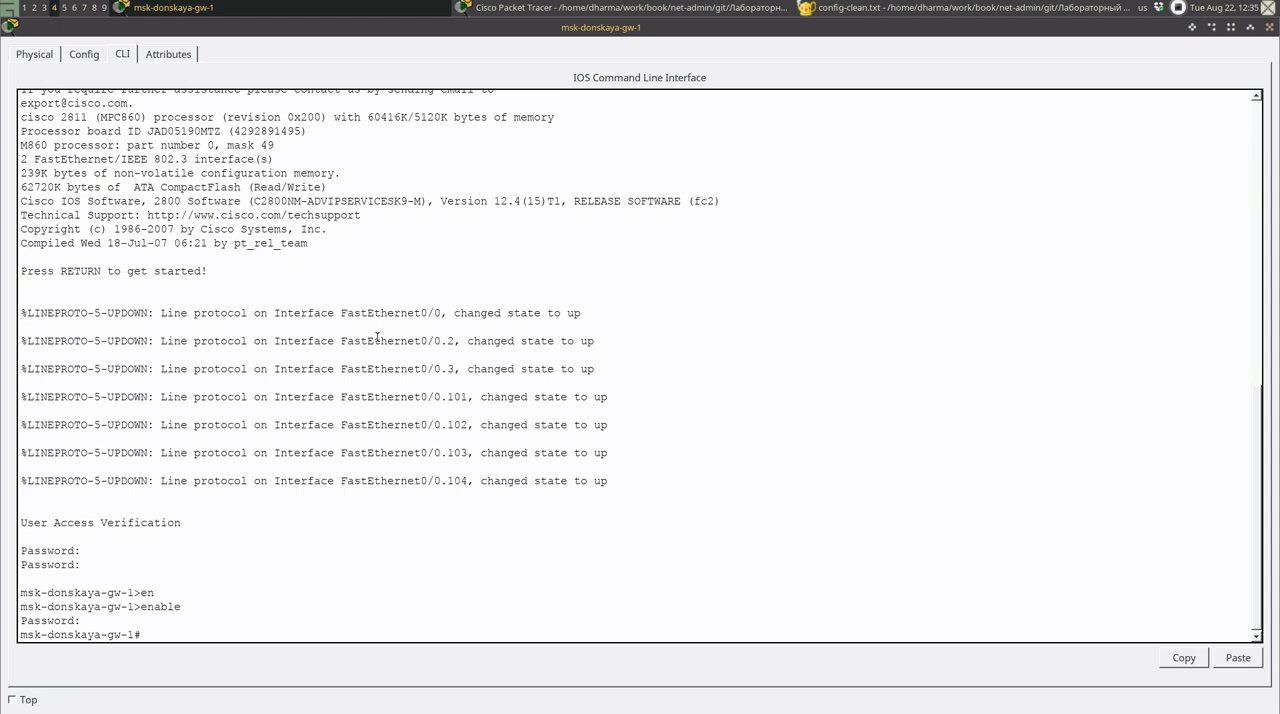 1 2 3 4 5 6 7 8 9
msk-donskaya-gw-1
Cisco Packet Tracer - /home/dharma/work/book/net-admin/git//Лабораторн...
config-clean.txt - /home/dharma/work/book/net-admin/git//Лабораторный ...
us
Tue Aug 22, 12:35
msk-donskaya-gw-1
Physical
Config
CLI
Attributes
IOS Command Line Interface
If you require further assistance please contact us by sending email to
export@cisco.com.
cisco 2811 (MPC860) processor (revision 0x200) with 60416K/5120K bytes of memory
Processor board ID JAD05190MTZ (4292891495)
M860 processor: part number 0, mask 49
2 FastEthernet/IEEE 802.3 interface(s)
239K bytes of non-volatile configuration memory.
62720K bytes of  ATA CompactFlash (Read/Write)
Cisco IOS Software, 2800 Software (C2800NM-ADVIPSERVICESK9-M), Version 12.4(15)T1, RELEASE SOFTWARE (fc2)
Technical Support: http://www.cisco.com/techsupport
Copyright (c) 1986-2007 by Cisco Systems, Inc.
Compiled Wed 18-Jul-07 06:21 by pt_rel_team
Press RETURN to get started!
%LINEPROTO-5-UPDOWN: Line protocol on Interface FastEthernet0/0, changed state to up
%LINEPROTO-5-UPDOWN: Line protocol on Interface FastEthernet0/0.2, changed state to up
%LINEPROTO-5-UPDOWN: Line protocol on Interface FastEthernet0/0.3, changed state to up
%LINEPROTO-5-UPDOWN: Line protocol on Interface FastEthernet0/0.101, changed state to up
%LINEPROTO-5-UPDOWN: Line protocol on Interface FastEthernet0/0.102, changed state to up
%LINEPROTO-5-UPDOWN: Line protocol on Interface FastEthernet0/0.103, changed state to up
%LINEPROTO-5-UPDOWN: Line protocol on Interface FastEthernet0/0.104, changed state to up
User Access Verification
Password:
Password:
msk-donskaya-gw-1>en
msk-donskaya-gw-1>enable
Password:
msk-donskaya-gw-1#
Copy
Paste
Top